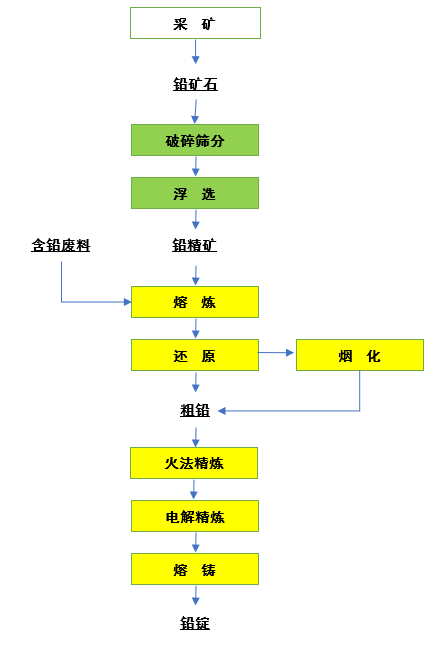 采 矿
铅矿石
破碎筛分
浮 选
铅精矿
含铅废料
熔 炼
还 原
烟 化
粗铅
火法精炼
电解精炼
熔 铸
铅锭